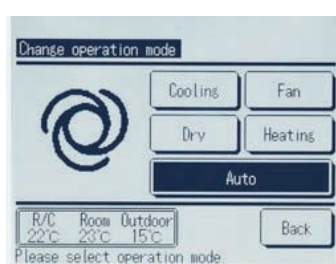 Change operation mode
Cooling Fan
Dry Heating
Auto
R/C Room Outdoor
22°C 23°C 15°C
Back
Please select operation mode.